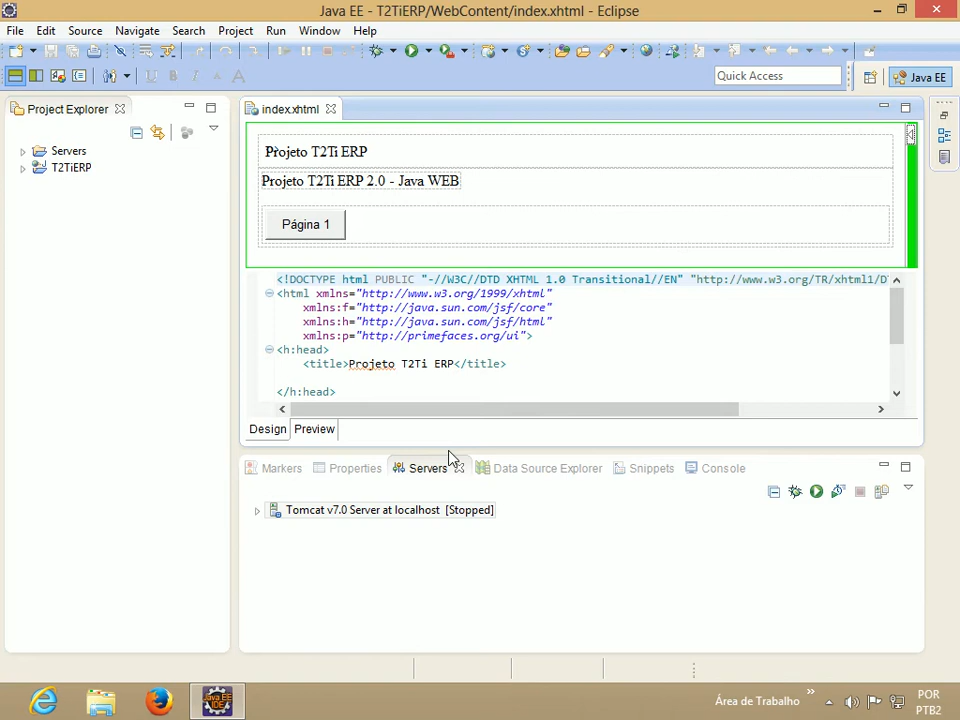 Java EE - T2TiERP/WebContent/index.xhtml - Eclipse
File Edit Source Navigate Search Project Run Window Help
Quick Access
Java EE
Project Explorer
Servers
T2TiERP
index.xhtml
Projeto T2Ti ERP
Projeto T2Ti ERP 2.0 - Java WEB
Página 1
<!DOCTYPE html PUBLIC "-//W3C//DTD XHTML 1.0 Transitional//EN" "http://www.w3.org/TR/xhtml1/D
<html xmlns="http://www.w3.org/1999/xhtml"
xmlns:f="http://java.sun.com/jsf/core"
xmlns:h="http://java.sun.com/jsf/html"
xmlns:p="http://primefaces.org/ui">
<h:head>
<title>Projeto T2Ti ERP</title>
</h:head>
Design Preview
Markers Properties Servers Data Source Explorer Snippets Console
Tomcat v7.0 Server at localhost [Stopped]
Java EE
IDE
Área de Trabalho
POR
PTB2